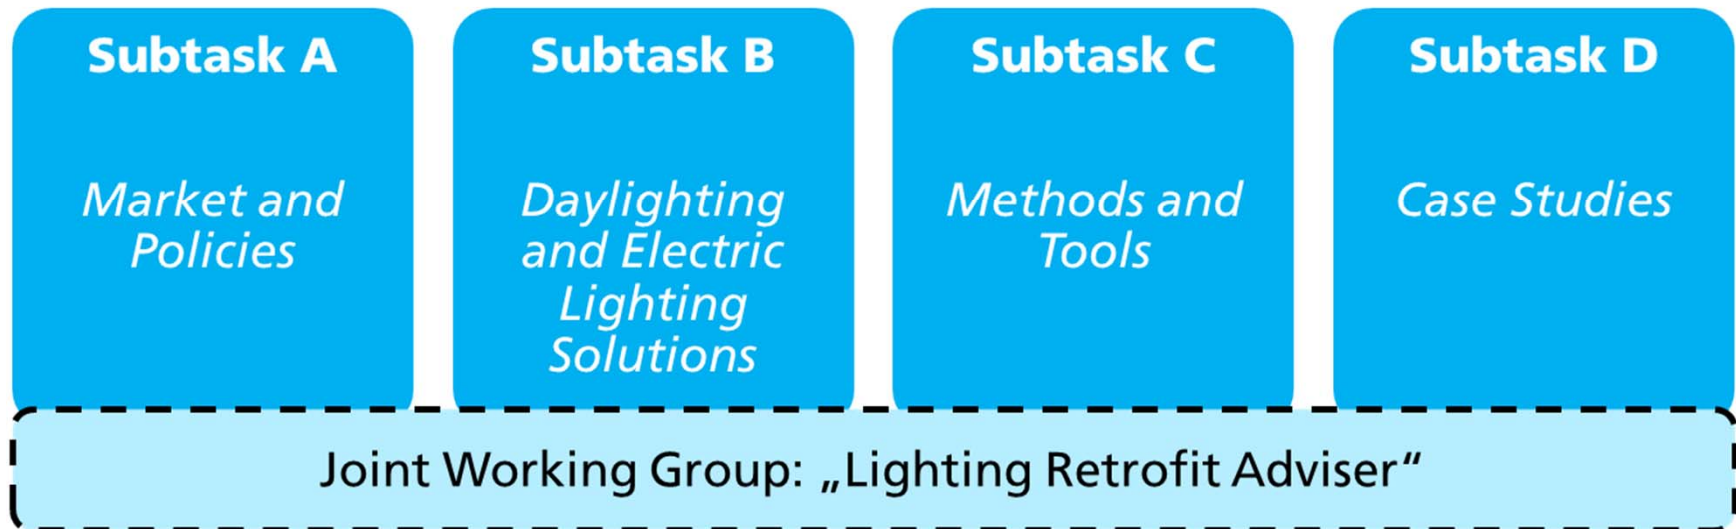 Subtask A
Market and
Policies
Subtask B
Daylighting
and Electric
Lighting
Solutions
Subtask C
Methods and
Tools
Subtask D
Case Studies
Joint Working Group: „Lighting Retrofit Adviser“